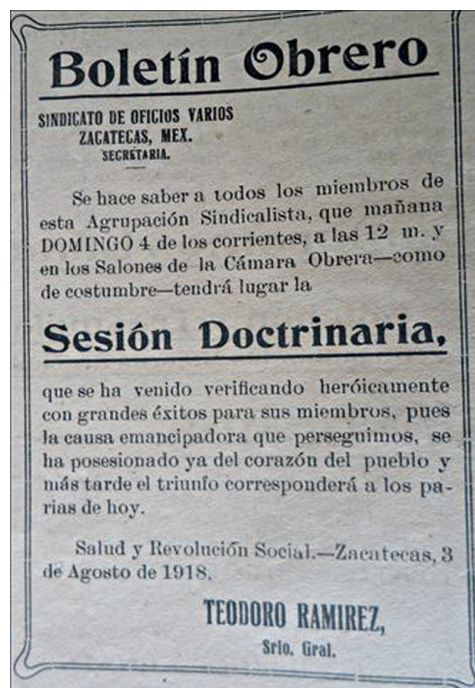 Boletín Obrero
SINDICATO DE OFICIOS VARIOS
ZACATECAS, MEX.
SECRETARIA.
Se hace saber a todos los miembros de
esta Agrupación Sindicalista, que mañana
DOMINGO 4 de los corrientes, a las 12 m. y
en los Salones de la Cámara Obrera—como
de costumbre—tendrá lugar la
Sesión Doctrinaria,
que se ha venido verificando heróicamente
con grandes éxitos para sus miembros, pues
la causa emancipadora que perseguimos, se
ha posesionado ya del corazón del pueblo y
más tarde el triunfo corresponderá a los pa-
rias de hoy.
Salud y Revolución Social.—Zacatecas, 3
de Agosto de 1918.
TEODORO RAMIREZ,
Srio. Gral.